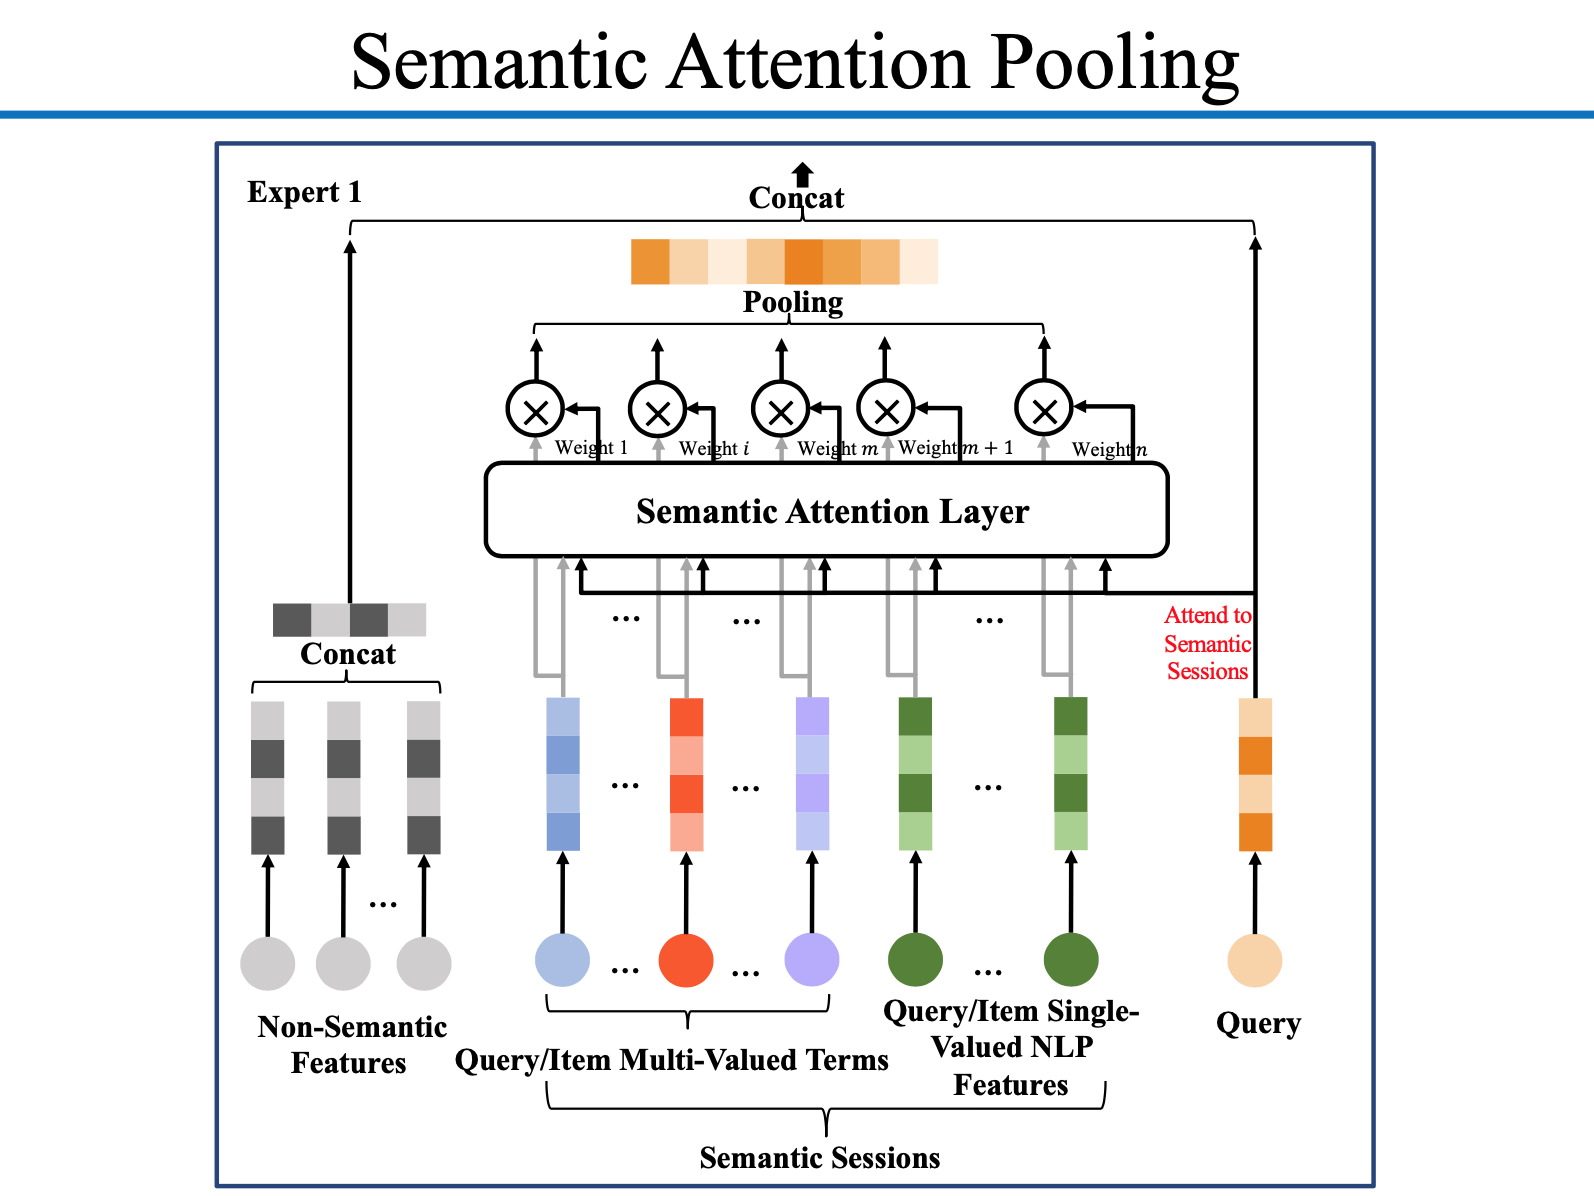 Semantic Attention Pooling
Expert 1
Concat
Pooling
Weight 1
Weight i
Weight m
Weight m + 1
Weight n
Semantic Attention Layer
...
...
...
Attend to
Semantic
Sessions
Concat
...
...
...
...
...
...
...
Non-Semantic
Features
Query/Item Multi-Valued Terms
Query/Item Single-
Valued NLP
Features
Query
Semantic Sessions